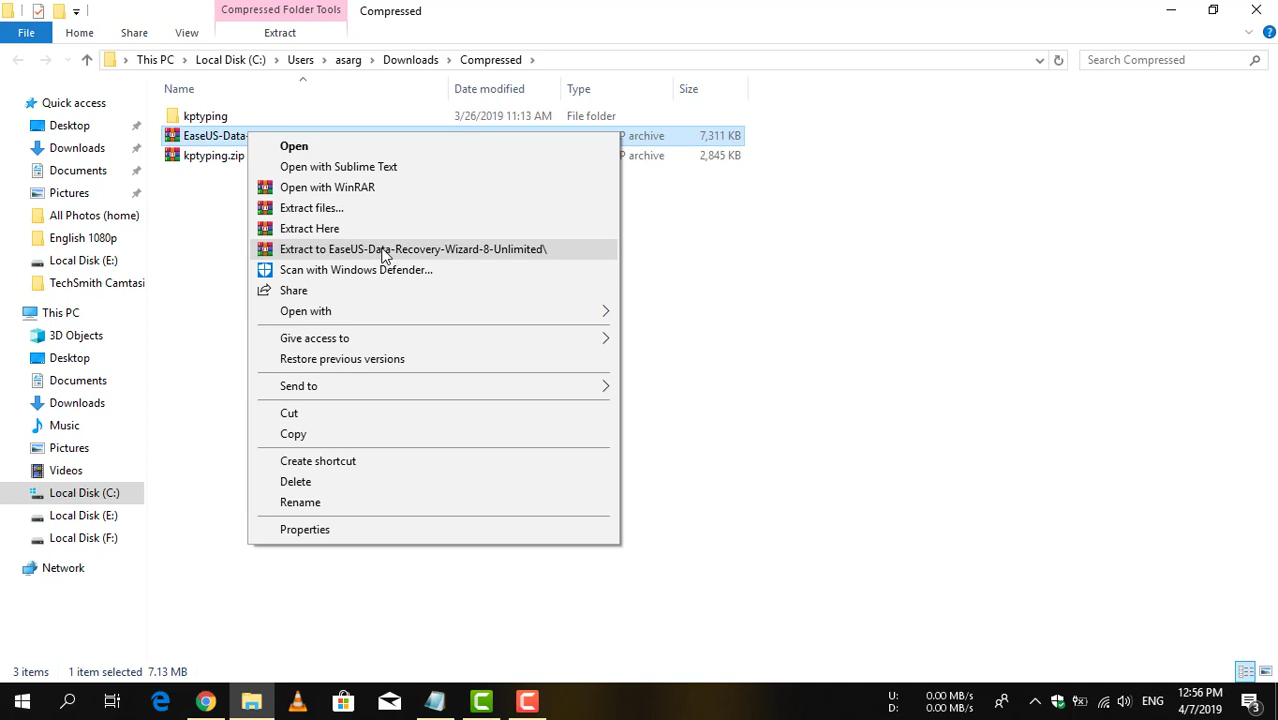 Compressed Folder Tools
Compressed
File
Home
Share
View
Extract
This PC
Local Disk (C:)
Users
asarg
Downloads
Compressed
Search Compressed
Name
Date modified
Type
Size
kptyping
3/26/2019 11:13 AM
File folder
EaseUS-Data-
P archive
7,311 KB
kptyping.zip
P archive
2,845 KB
Quick access
Desktop
Downloads
Documents
Pictures
All Photos (home)
English 1080p
Local Disk (E:)
TechSmith Camtasi
This PC
3D Objects
Desktop
Documents
Downloads
Music
Pictures
Videos
Local Disk (C:)
Local Disk (E:)
Local Disk (F:)
Network
Open
Open with Sublime Text
Open with WinRAR
Extract files...
Extract Here
Extract to EaseUS-Data-Recovery-Wizard-8-Unlimited\
Scan with Windows Defender...
Share
Open with
Give access to
Restore previous versions
Send to
Cut
Copy
Create shortcut
Delete
Rename
Properties
3 items
1 item selected 7.13 MB
U: 0.00 MB/s
D: 0.00 MB/s
ENG
12:56 PM
4/7/2019
3